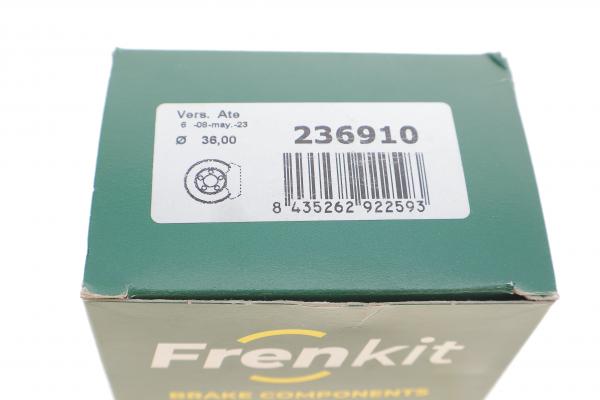 Vers. Ate
6 -08-may.-23
Ø 36,00
236910
8 435262 922593
Frenkit
BRAKE COMPONENTS